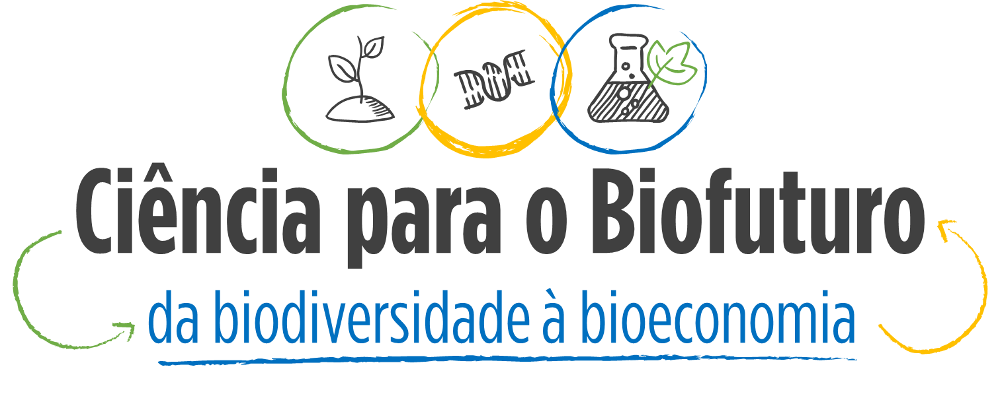 Ciência para o Biofuturo
da biodiversidade à bioeconomia